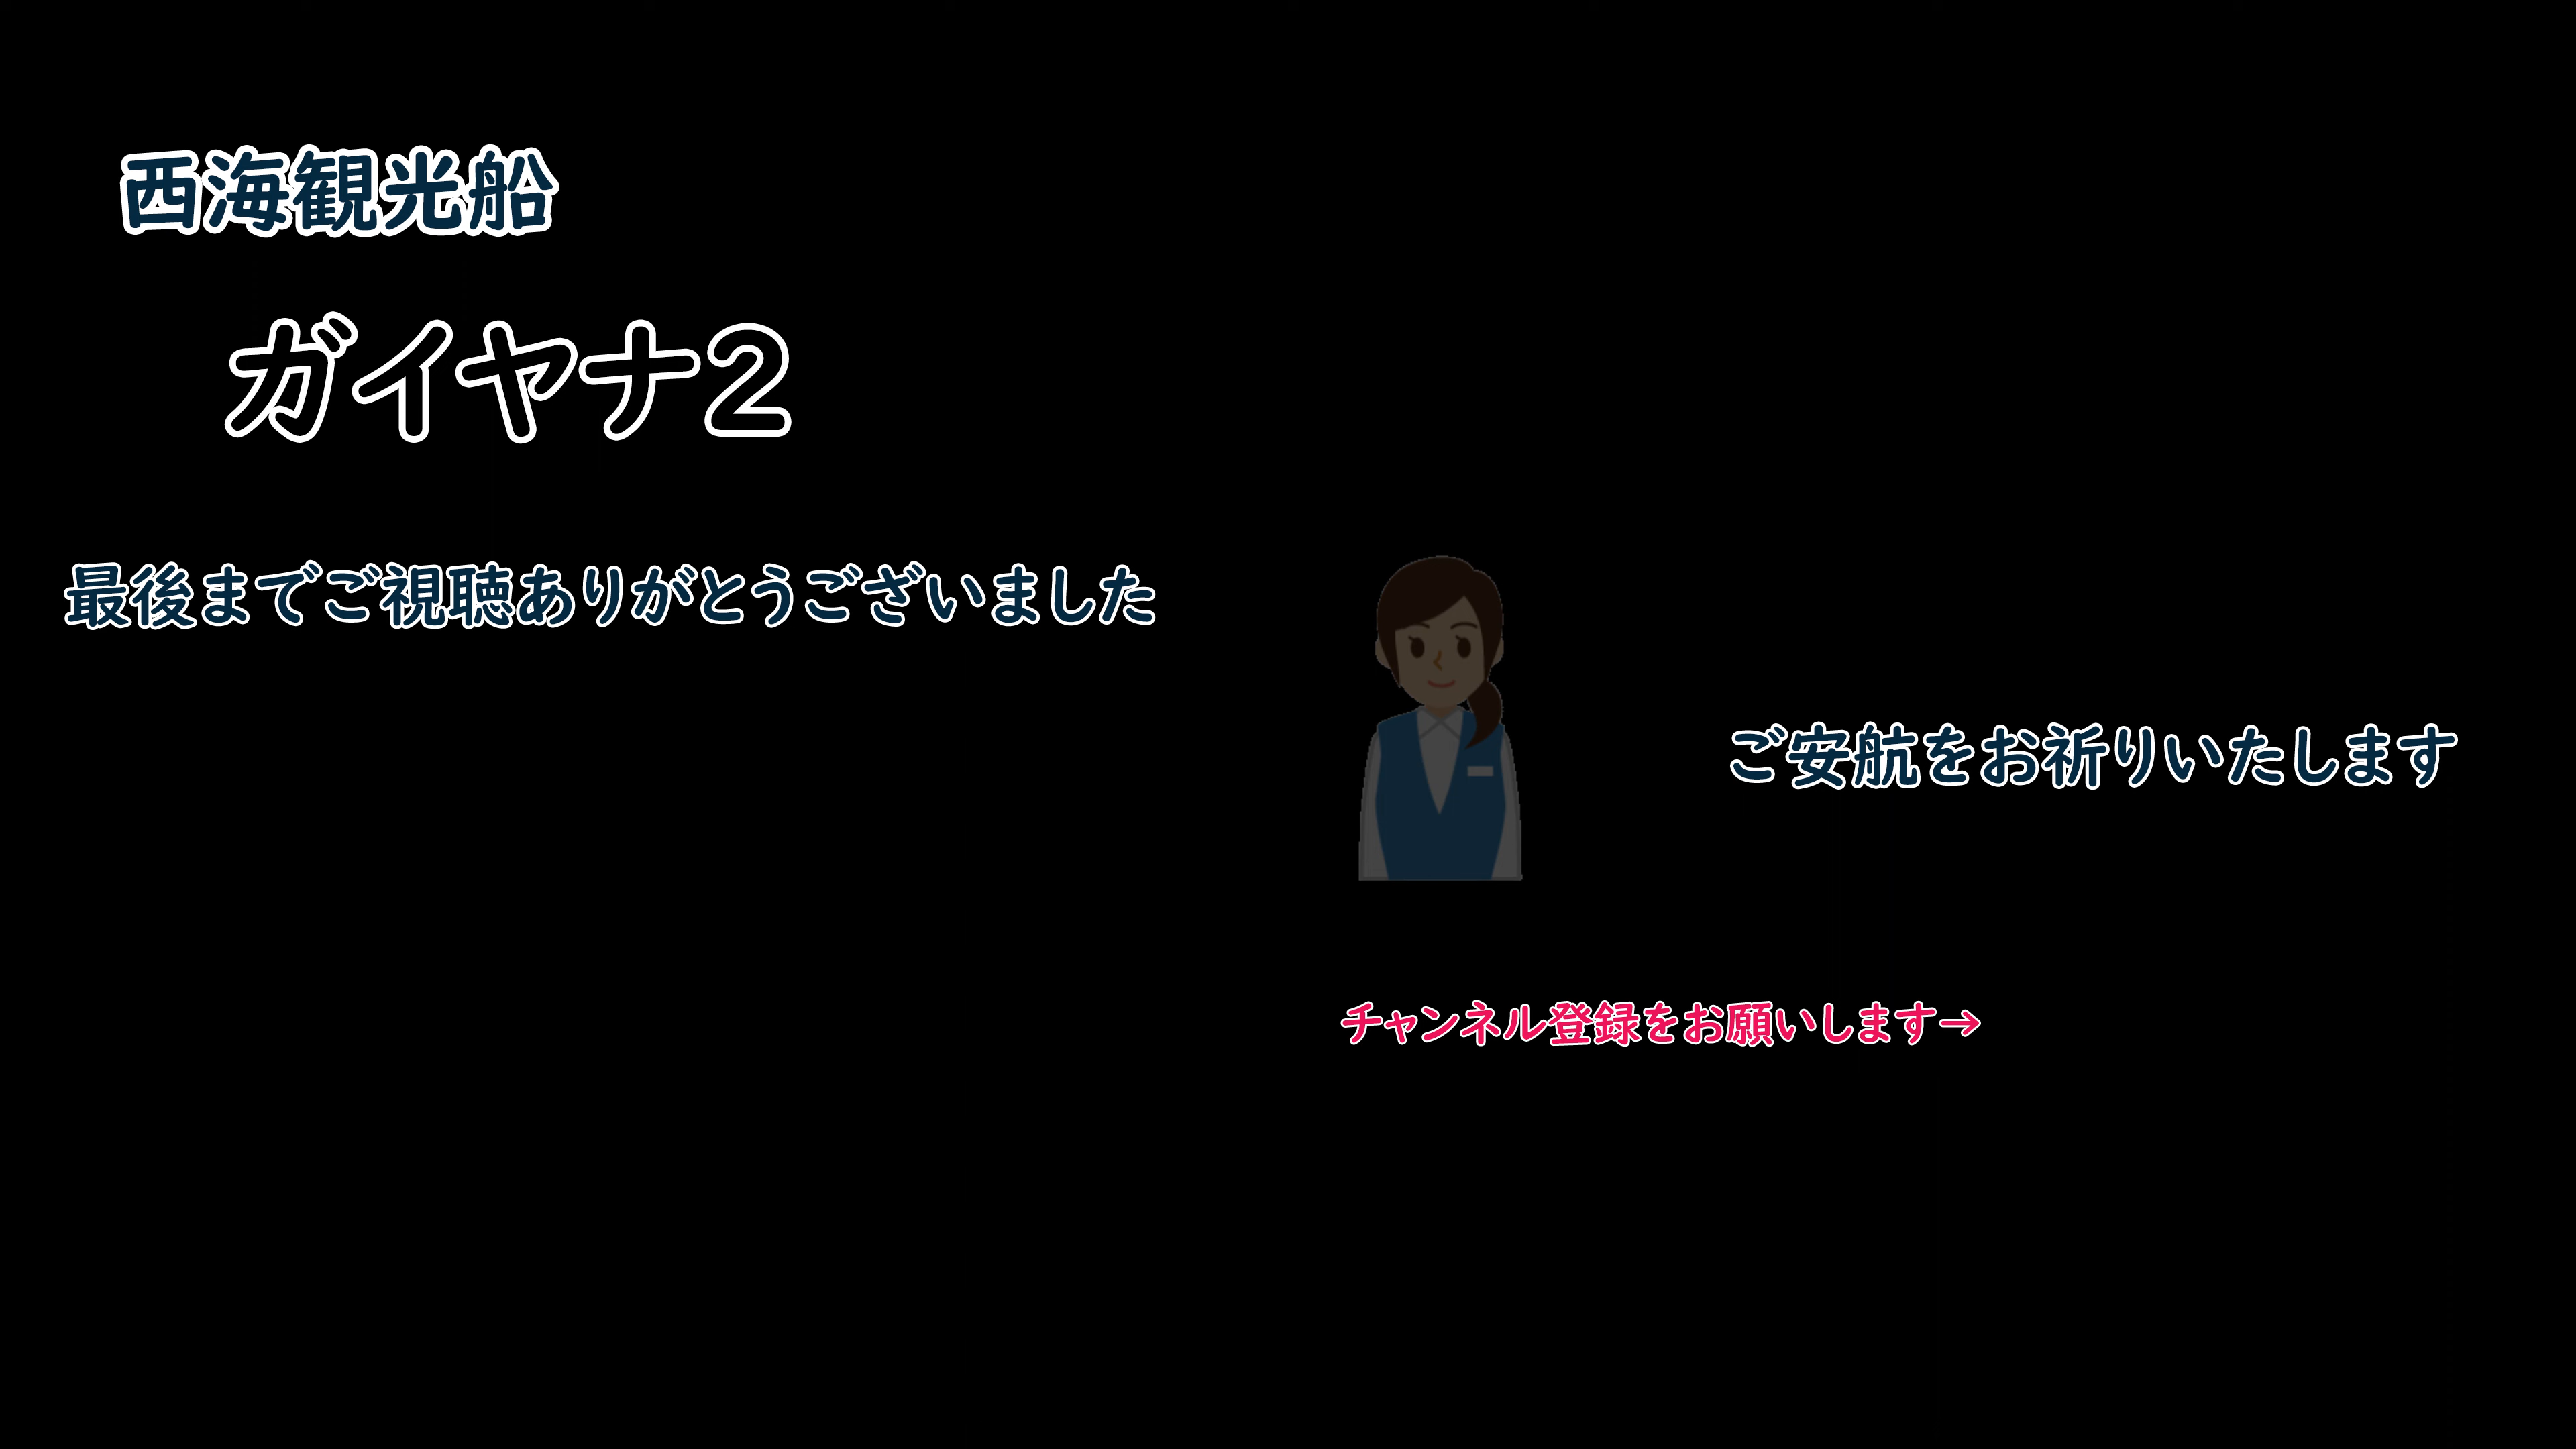 西海観光船
ガイヤナ2
最後までご視聴ありがとうございました
ご安航をお祈りいたします
チャンネル登録をお願いします→